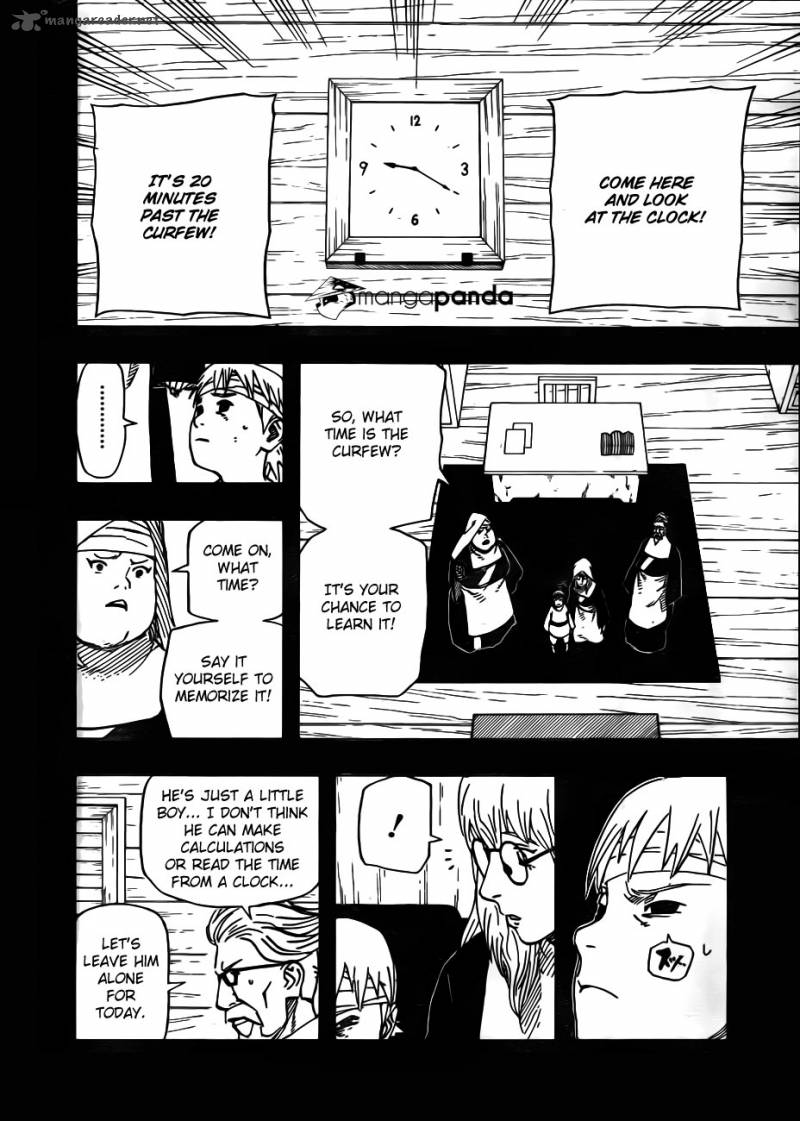 mangareader.net
COME HERE
AND LOOK
AT THE CLOCK!
12
9
3
6
IT'S 20
MINUTES
PAST THE
CURFEW!
mangapanda
SO, WHAT
TIME IS THE
CURFEW?
IT'S YOUR
CHANCE TO
LEARN IT!
..........
COME ON,
WHAT
TIME?
SAY IT
YOURSELF TO
MEMORIZE IT!
!
HE'S JUST A LITTLE
BOY... I DON'T THINK
HE CAN MAKE
CALCULATIONS
OR READ THE TIME
FROM A CLOCK...
LET'S
LEAVE HIM
ALONE
FOR
TODAY.